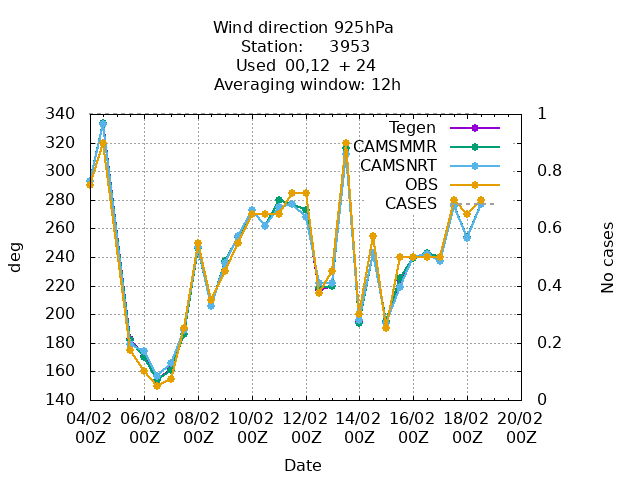 Wind direction 925hPa
Station: 3953
Used 00,12 + 24
Averaging window: 12h
340
320
300
280
260
240
220
200
180
160
140
deg
1
0.8
0.6
0.4
0.2
0
No cases
Tegen
CAMSMMR
CAMSNRT
OBS
CASES
04/02 06/02 08/02 10/02 12/02 14/02 16/02 18/02 20/02
00Z 00Z 00Z 00Z 00Z 00Z 00Z 00Z 00Z
Date